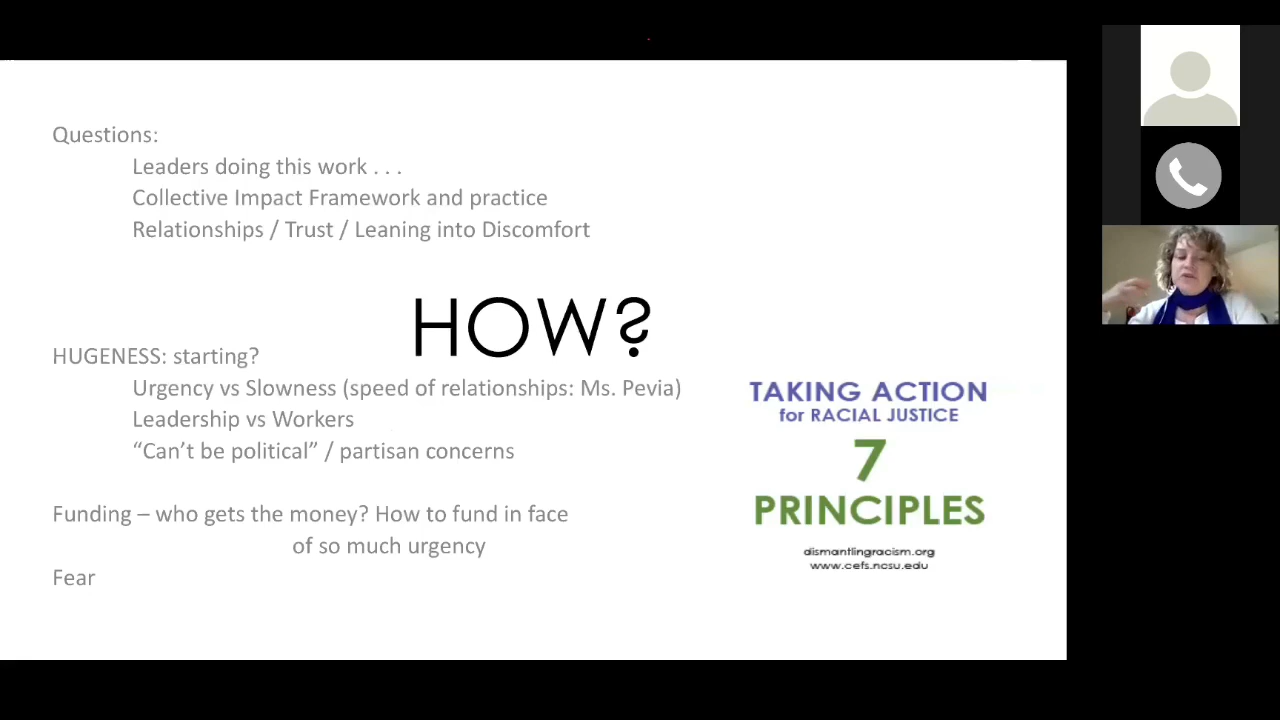 Questions:
Leaders doing this work . . .
Collective Impact Framework and practice
Relationships / Trust / Leaning into Discomfort
HOW?
HUGENESS: starting?
Urgency vs Slowness (speed of relationships: Ms. Pevia)
Leadership vs Workers
“Can’t be political” / partisan concerns
Funding – who gets the money? How to fund in face
of so much urgency
Fear
TAKING ACTION
for RACIAL JUSTICE
7
PRINCIPLES
dismantlingracism.org
www.cefs.ncsu.edu